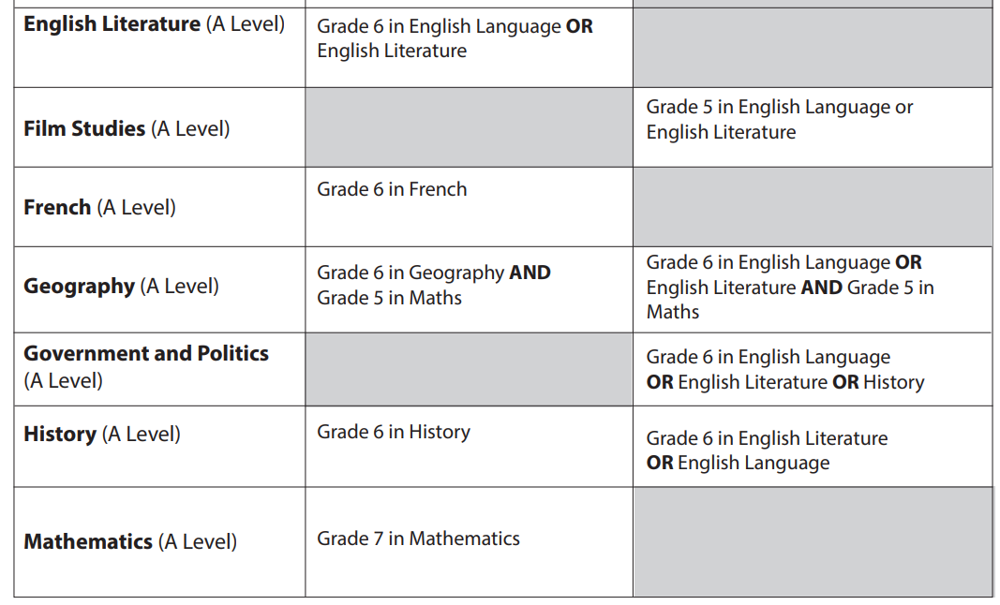 English Literature (A Level)
Grade 6 in English Language OR
English Literature
Film Studies (A Level)
Grade 5 in English Language or
English Literature
French (A Level)
Grade 6 in French
Geography (A Level)
Grade 6 in Geography AND
Grade 5 in Maths
Grade 6 in English Language OR
English Literature AND Grade 5 in
Maths
Government and Politics
(A Level)
Grade 6 in English Language
OR English Literature OR History
History (A Level)
Grade 6 in History
Grade 6 in English Literature
OR English Language
Mathematics (A Level)
Grade 7 in Mathematics